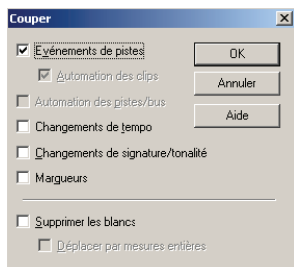 Couper
Evénements de pistes
OK
Automation des clips
Annuler
Automation des pistes/bus
Aide
Changements de tempo
Changements de signature/tonalité
Margueurs
Supprimer les blancs
Déplacer par mesures entières